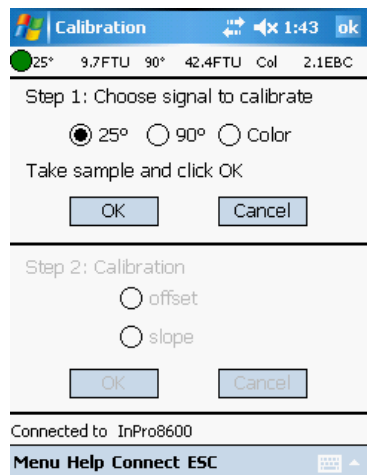 Calibration 1:43 ok
25° 9.7FTU 90° 42.4FTU Col 2.1EBC
Step 1: Choose signal to calibrate
25º 90º Color
Take sample and click OK
OK Cancel
Step 2: Calibration
offset
slope
OK Cancel
Connected to InPro8600
Menu Help Connect ESC